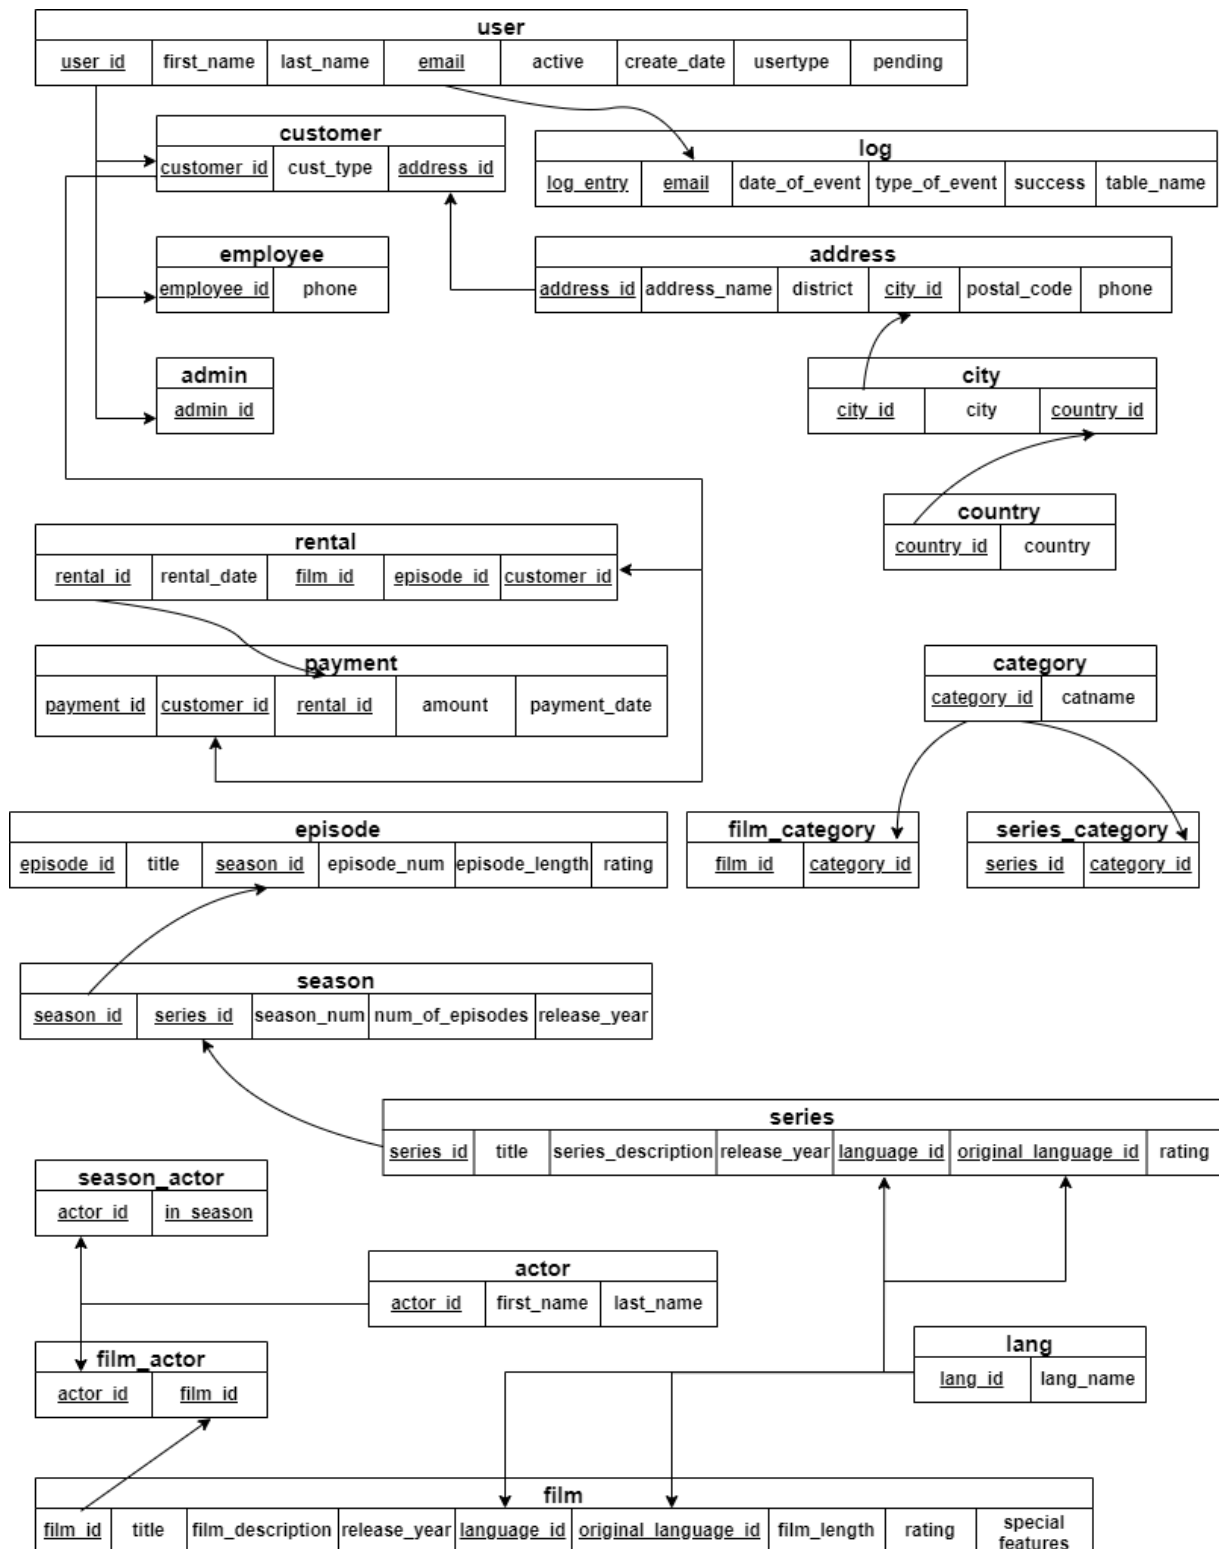 user
user_id first_name last_name email active create_date usertype pending
customer
customer_id cust_type address_id
log
log_entry email date_of_event type_of_event success table_name
employee
employee_id phone
address
address_id address_name district city_id postal_code phone
admin
admin_id
city
city_id city country_id
country
country_id country
rental
rental_id rental_date film_id episode_id customer_id
payment
payment_id customer_id rental_id amount payment_date
category
category_id catname
episode
episode_id title season_id episode_num episode_length rating
film_category
film_id category_id
series_category
series_id category_id
season
season_id series_id season_num num_of_episodes release_year
series
series_id title series_description release_year language_id original_language_id rating
season_actor
actor_id in_season
actor
actor_id first_name last_name
film_actor
actor_id film_id
lang
lang_id lang_name
film
film_id title film_description release_year language_id original_language_id film_length rating special
features